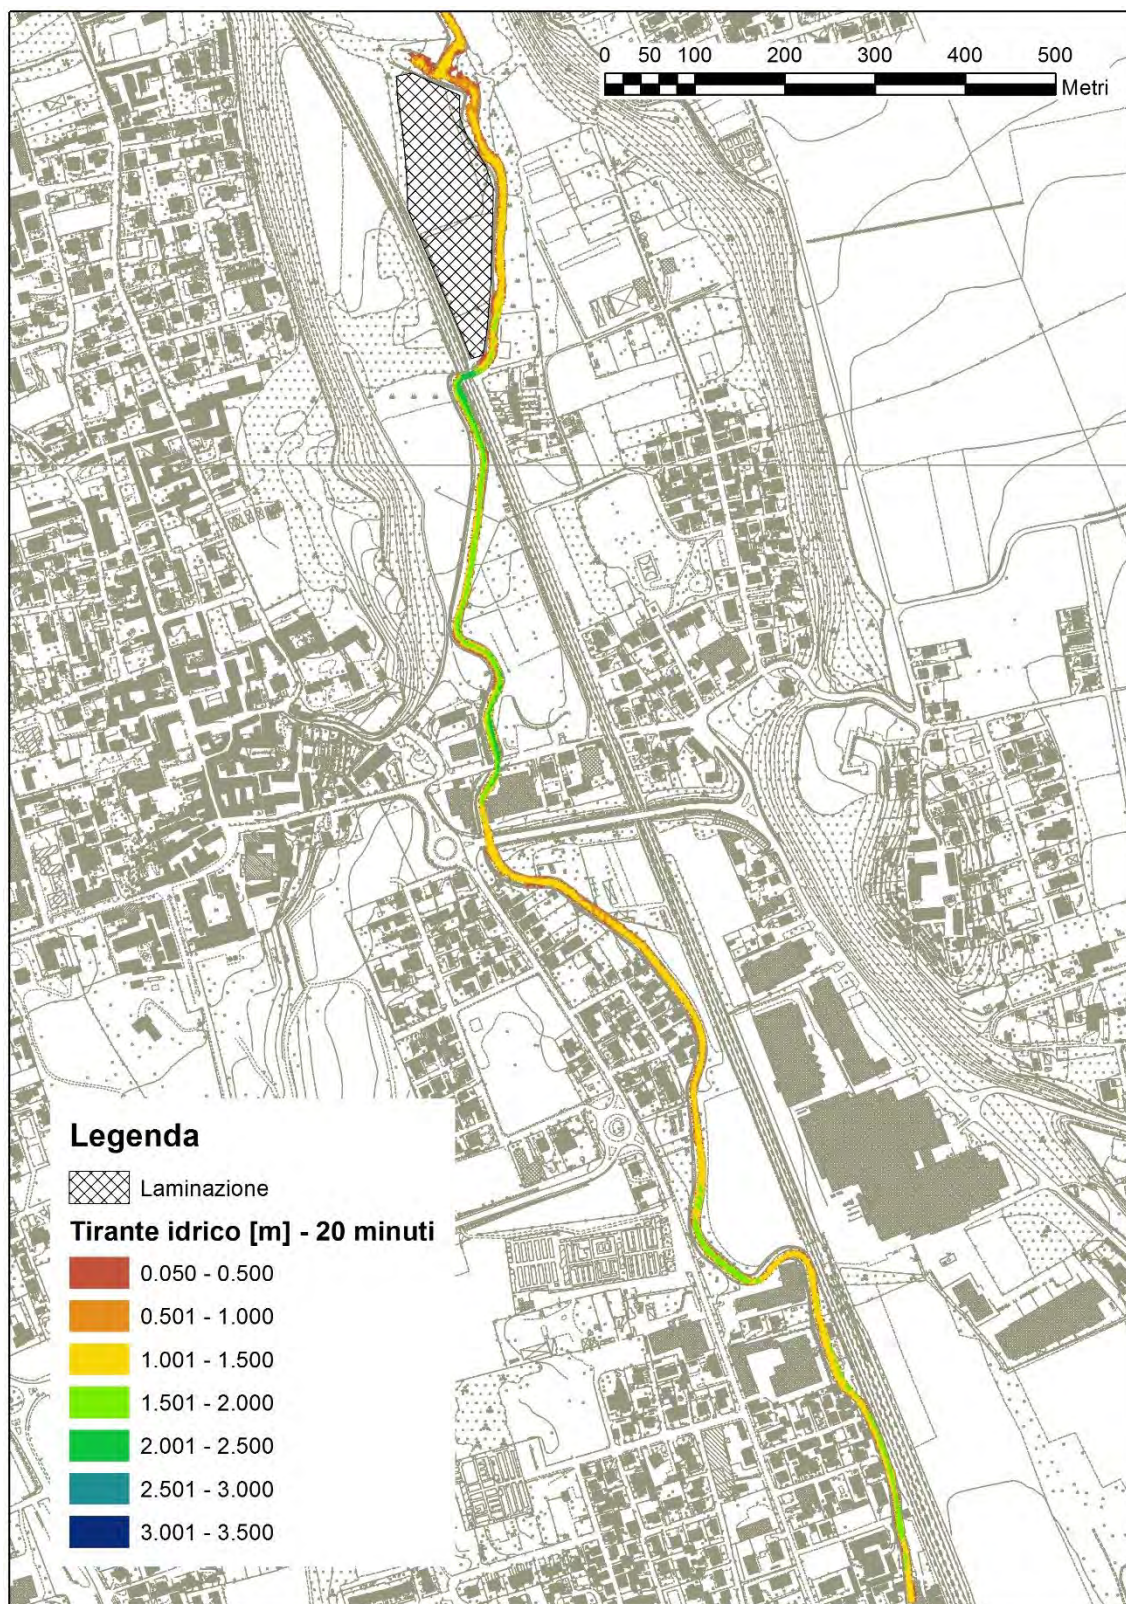 0 50 100 200 300 400 500
Metri
Legenda
Laminazione
Tirante idrico [m] - 20 minuti
0.050 - 0.500
0.501 - 1.000
1.001 - 1.500
1.501 - 2.000
2.001 - 2.500
2.501 - 3.000
3.001 - 3.500